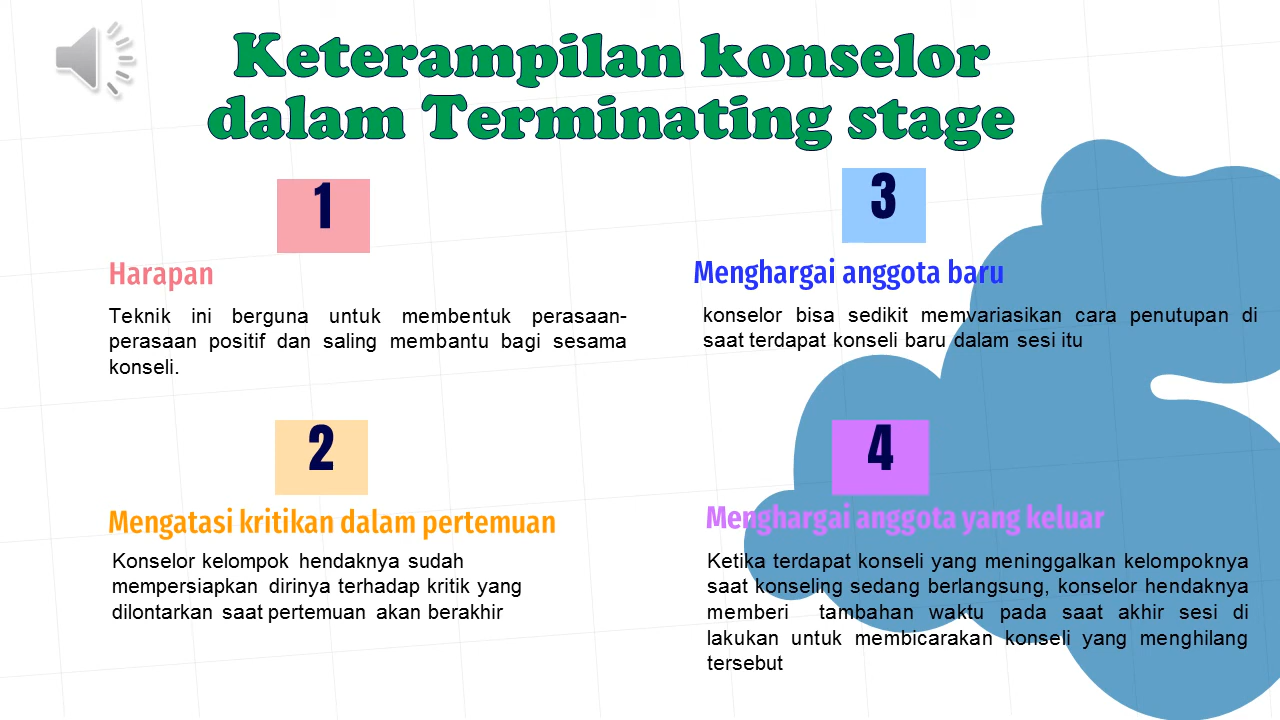 Keterampilan konselor
dalam Terminating stage
1
Harapan
Teknik ini berguna untuk membentuk perasaan-
perasaan positif dan saling membantu bagi sesama
konseli.
2
Mengatasi kritikan dalam pertemuan
Konselor kelompok hendaknya sudah
mempersiapkan dirinya terhadap kritik yang
dilontarkan saat pertemuan akan berakhir
3
Menghargai anggota baru
konselor bisa sedikit memvariasikan cara penutupan di
saat terdapat konseli baru dalam sesi itu
4
Menghargai anggota yang keluar
Ketika terdapat konseli yang meninggalkan kelompoknya
saat konseling sedang berlangsung, konselor hendaknya
memberi tambahan waktu pada saat akhir sesi di
lakukan untuk membicarakan konseli yang menghilang
tersebut